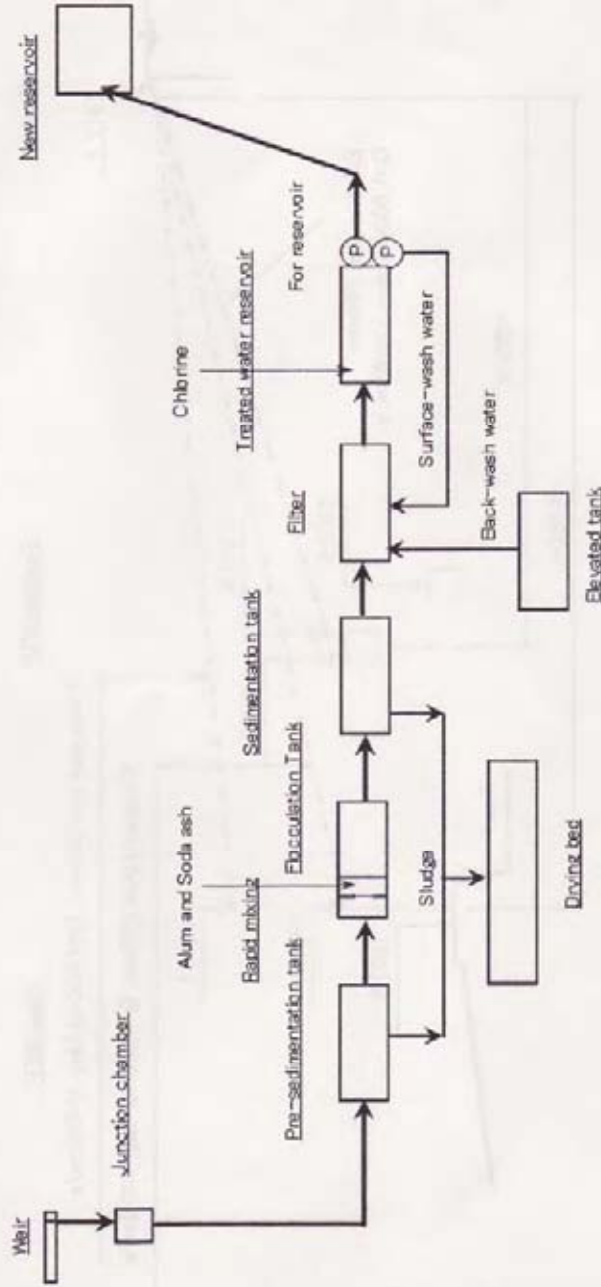 Weir
Junction chamber
Pre-sedimentation tank
Alum and Soda ash
Rapid mixing
Flocculation Tank
Sedimentation tank
Filter
Chlorine
Treated water reservoir
For reservoir
New reservoir
P
P
Sludge
Surface-wash water
Back-wash water
Drying bed
Elevated tank